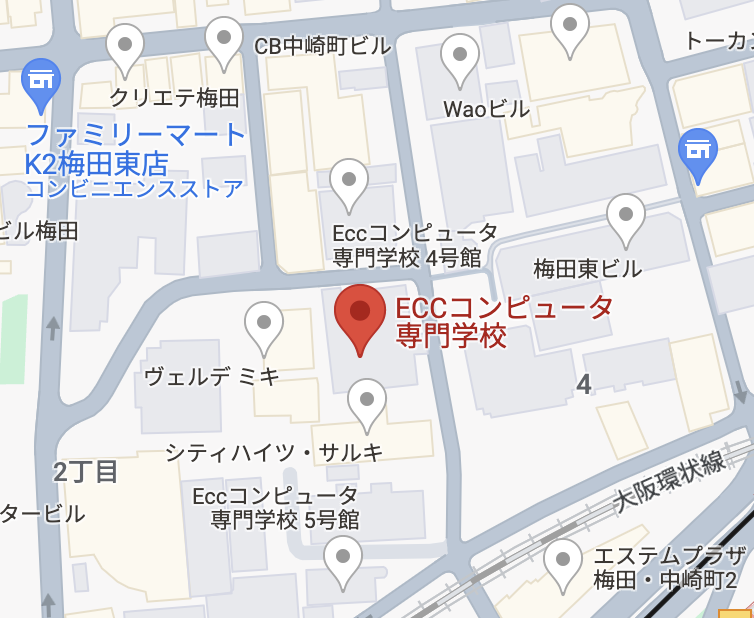 CB中崎町ビル
トーカン
クリエテ梅田
Waoビル
ファミリーマート
K2梅田東店
コンビニエンスストア
ビル梅田
Eccコンピュータ
専門学校 4号館
梅田東ビル
ECCコンピュータ
専門学校
ヴェルデ ミキ
4
シティハイツ・サルキ
2丁目
大阪環状線
Eccコンピュータ
専門学校 5号館
タービル
エステムプラザ
梅田・中崎町2